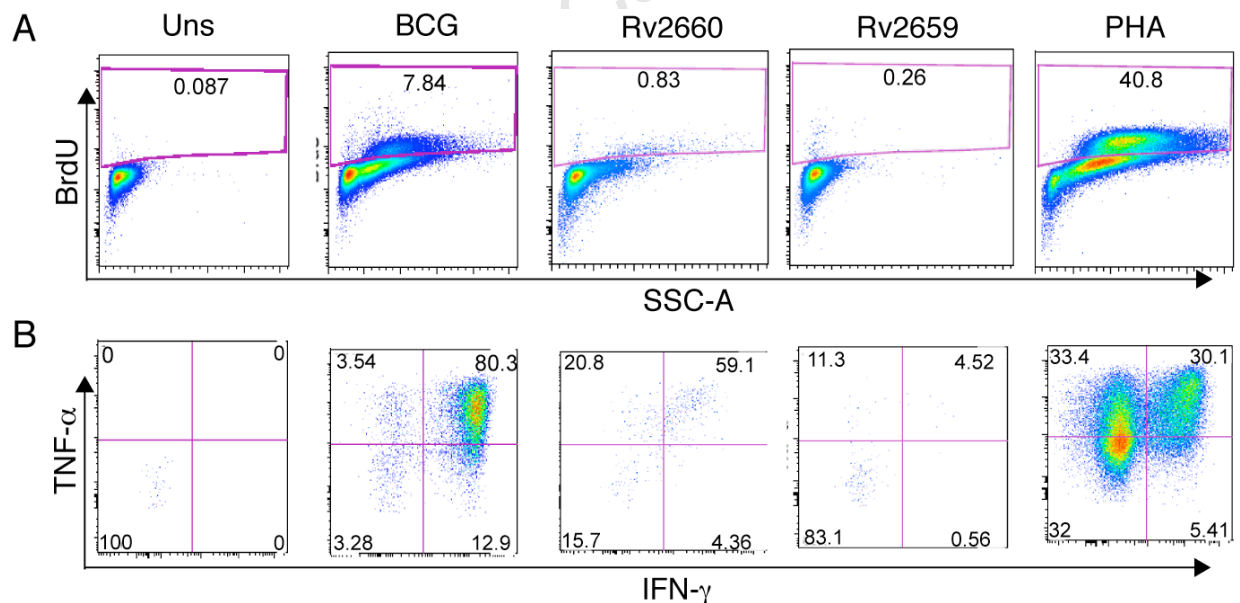 A
Uns BCG Rv2660 Rv2659 PHA
0.087 7.84 0.83 0.26 40.8
BrdU
SSC-A
B
0 0 3.54 80.3 20.8 59.1 11.3 4.52 33.4 30.1
TNF-α
100 0 3.28 12.9 15.7 4.36 83.1 0.56 32 5.41
IFN-γ